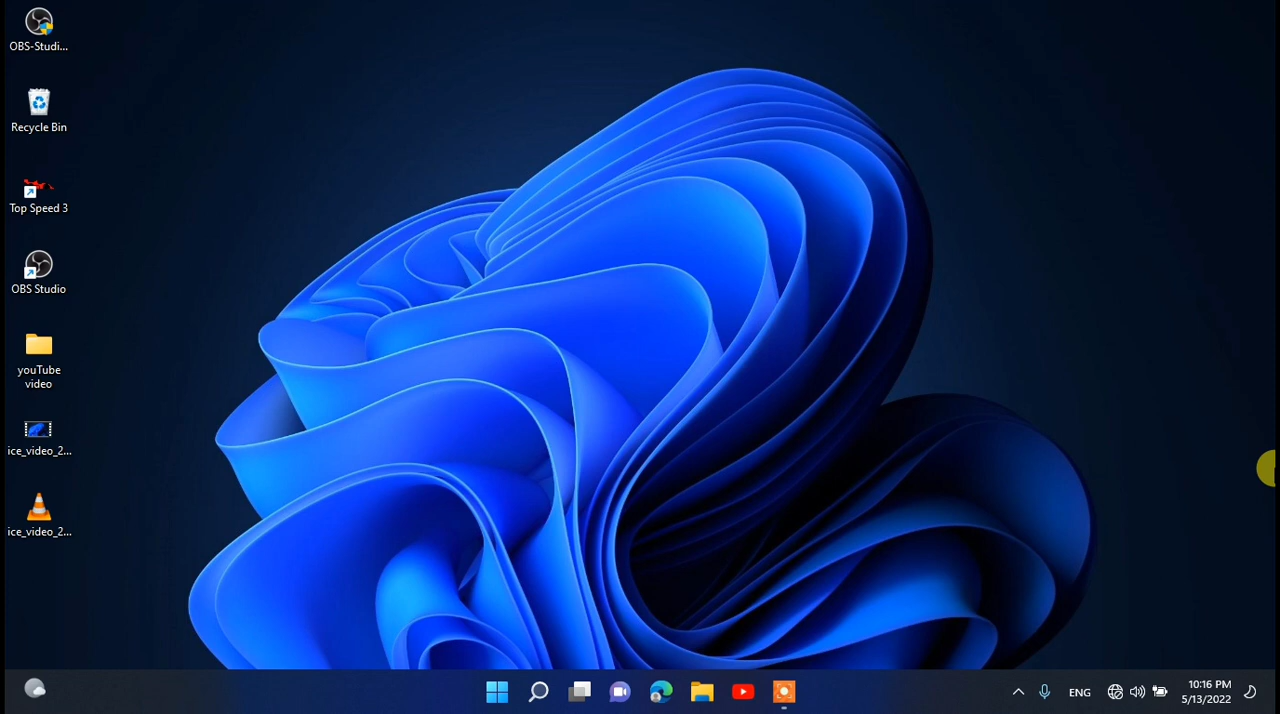 OBS-Studi...
Recycle Bin
Top Speed 3
OBS Studio
youTube
video
ice_video_2...
ice_video_2...
ENG
10:16 PM
5/13/2022